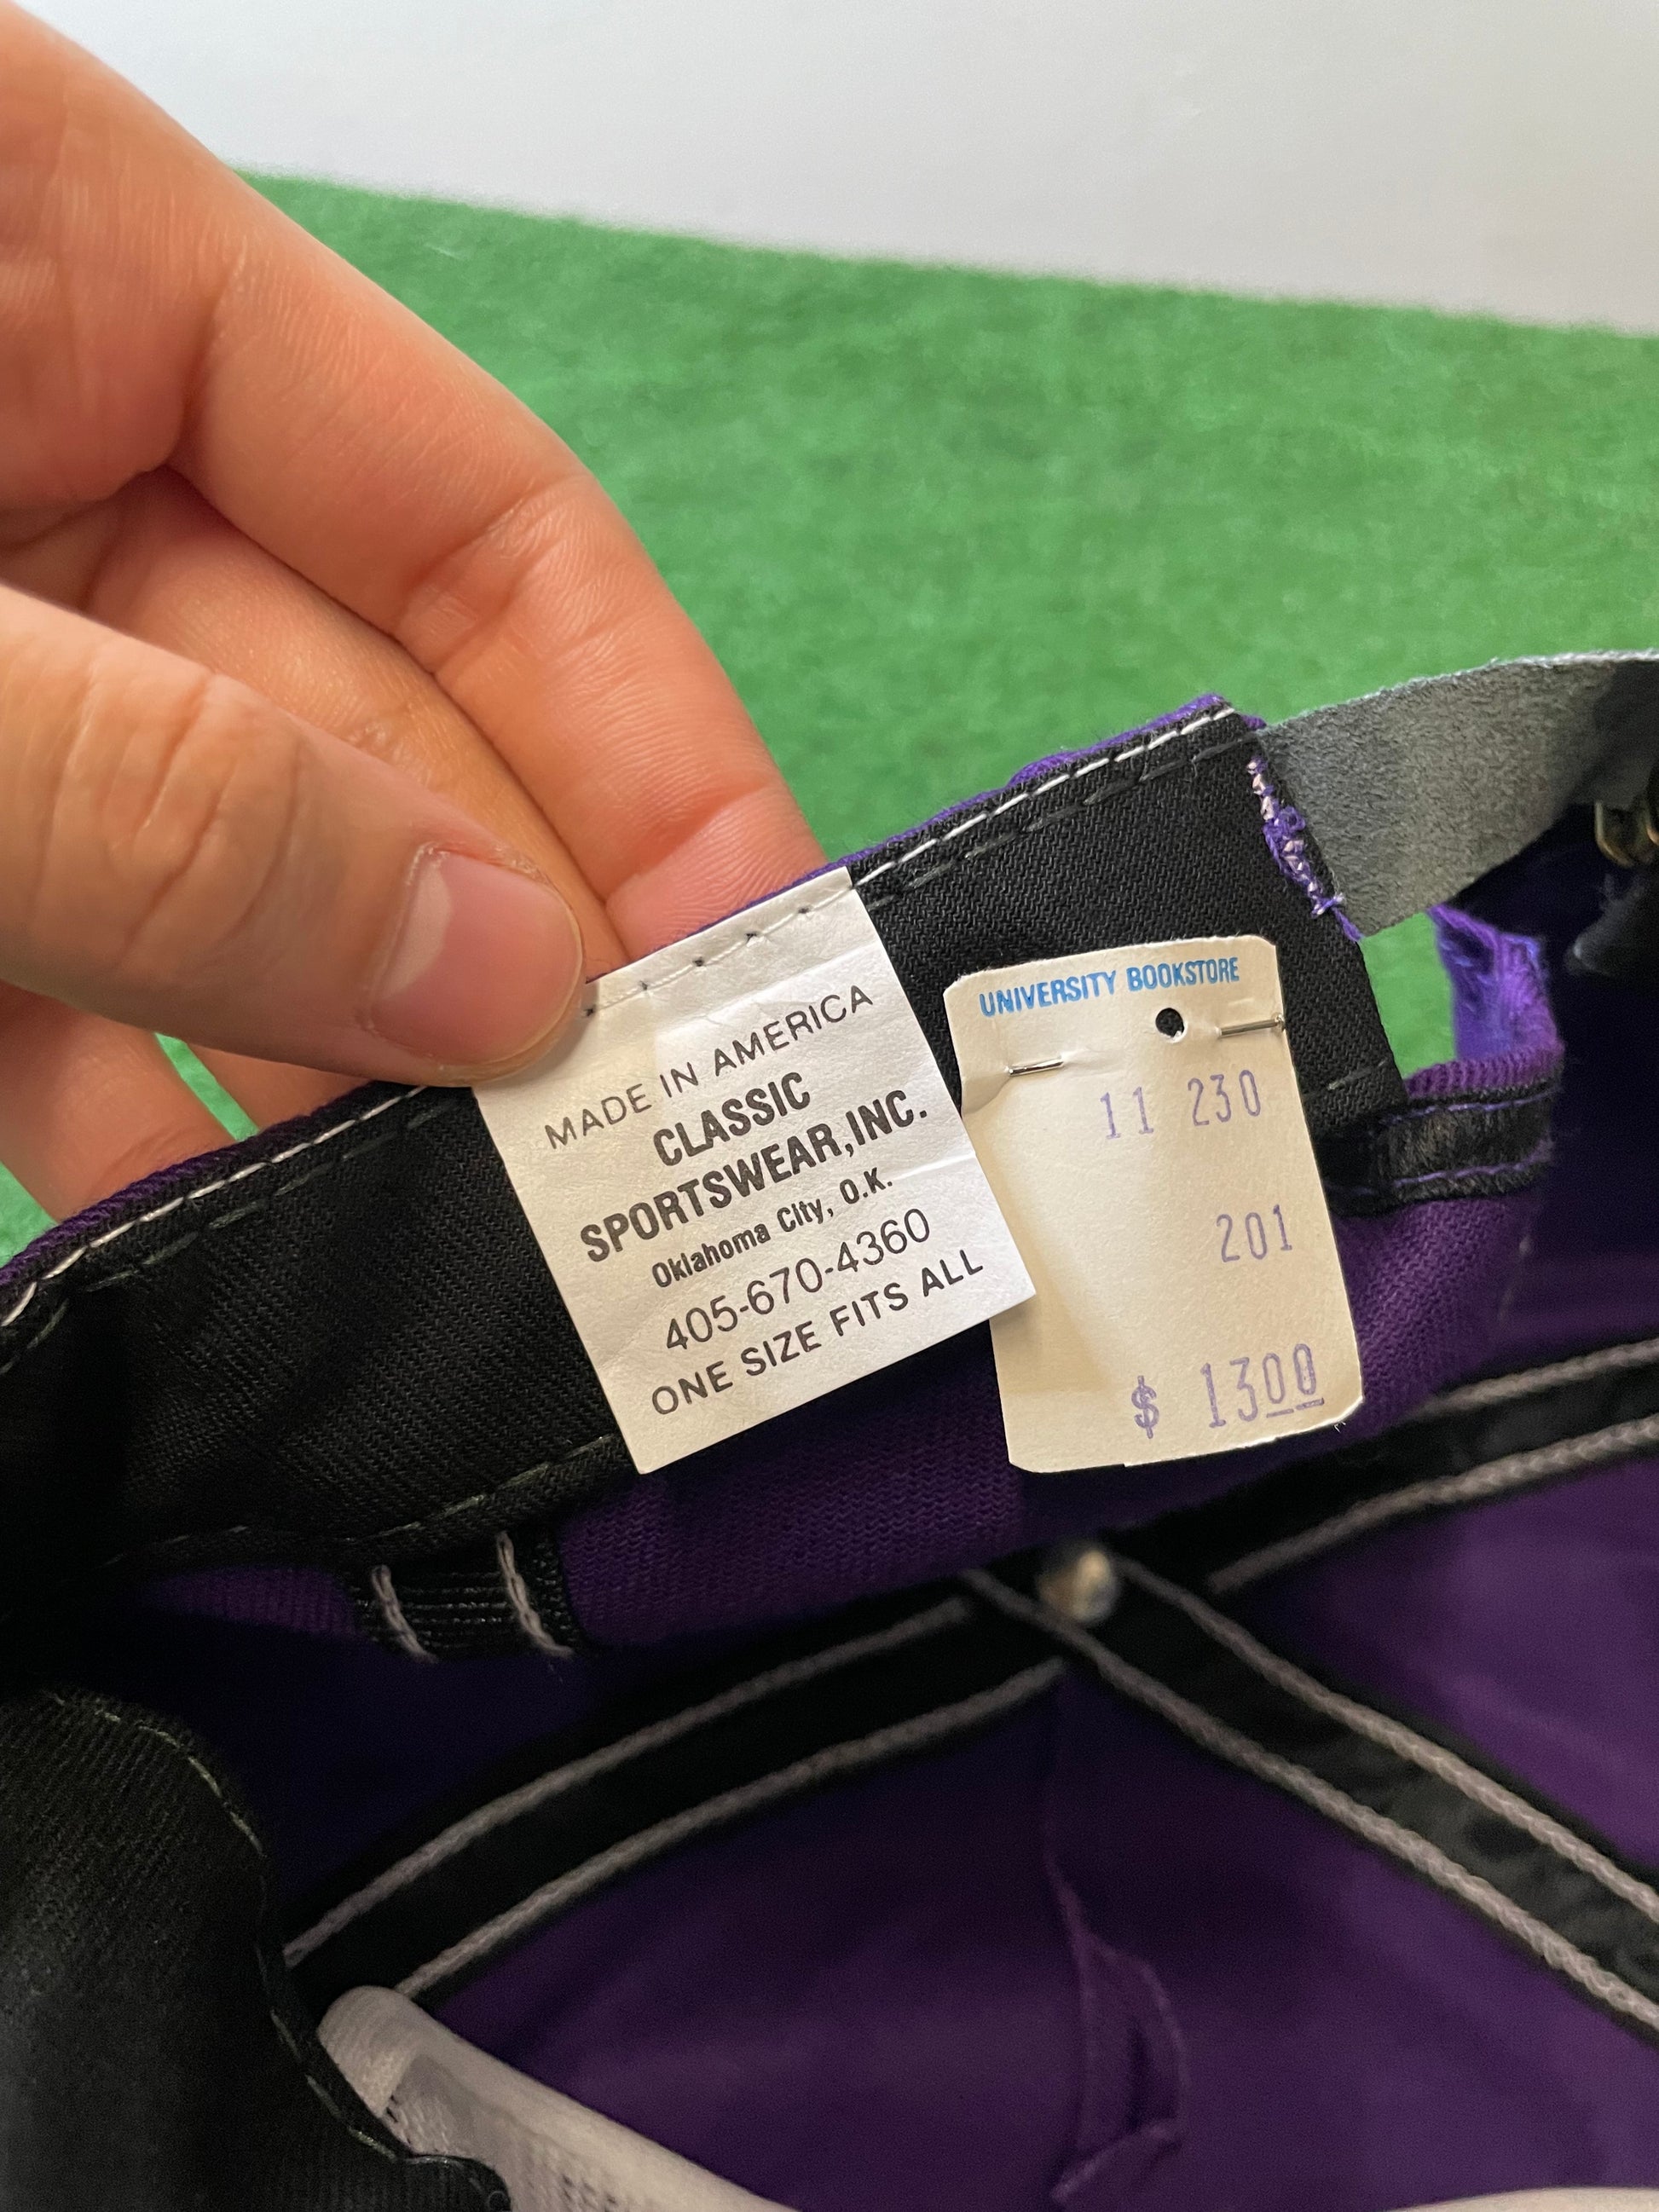 MADE IN AMERICA
CLASSIC
SPORTSWEAR,INC.
Oklahoma City, O.K.
405-670-4360
ONE SIZE FITS ALL
UNIVERSITY BOOKSTORE
11 230
201
$ 1300